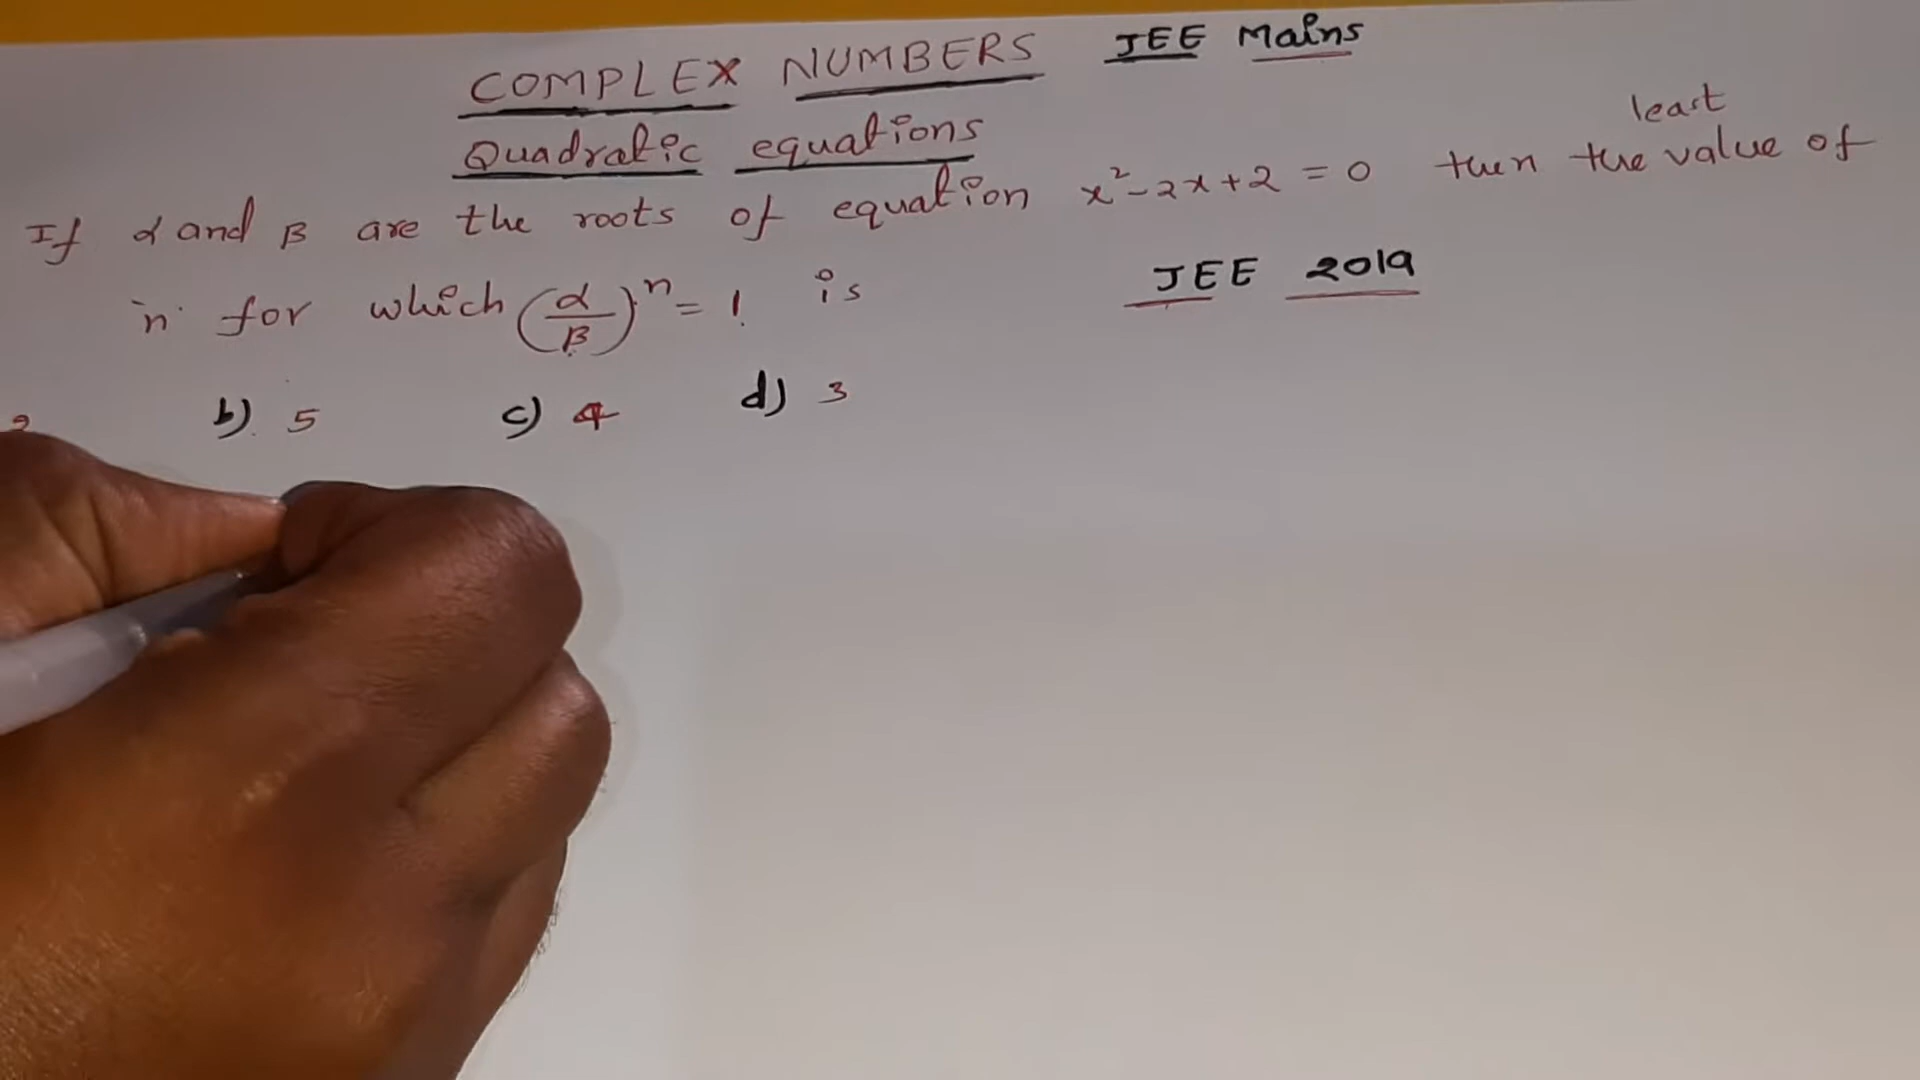 COMPLEX NUMBERS JEE Mains
Quadratic equations
least
If α and β are the roots of equation x² - 2x + 2 = 0 then the value of
'n' for which (α/β)ⁿ = 1 is
JEE 2019
b) 5 c) 4 d) 3